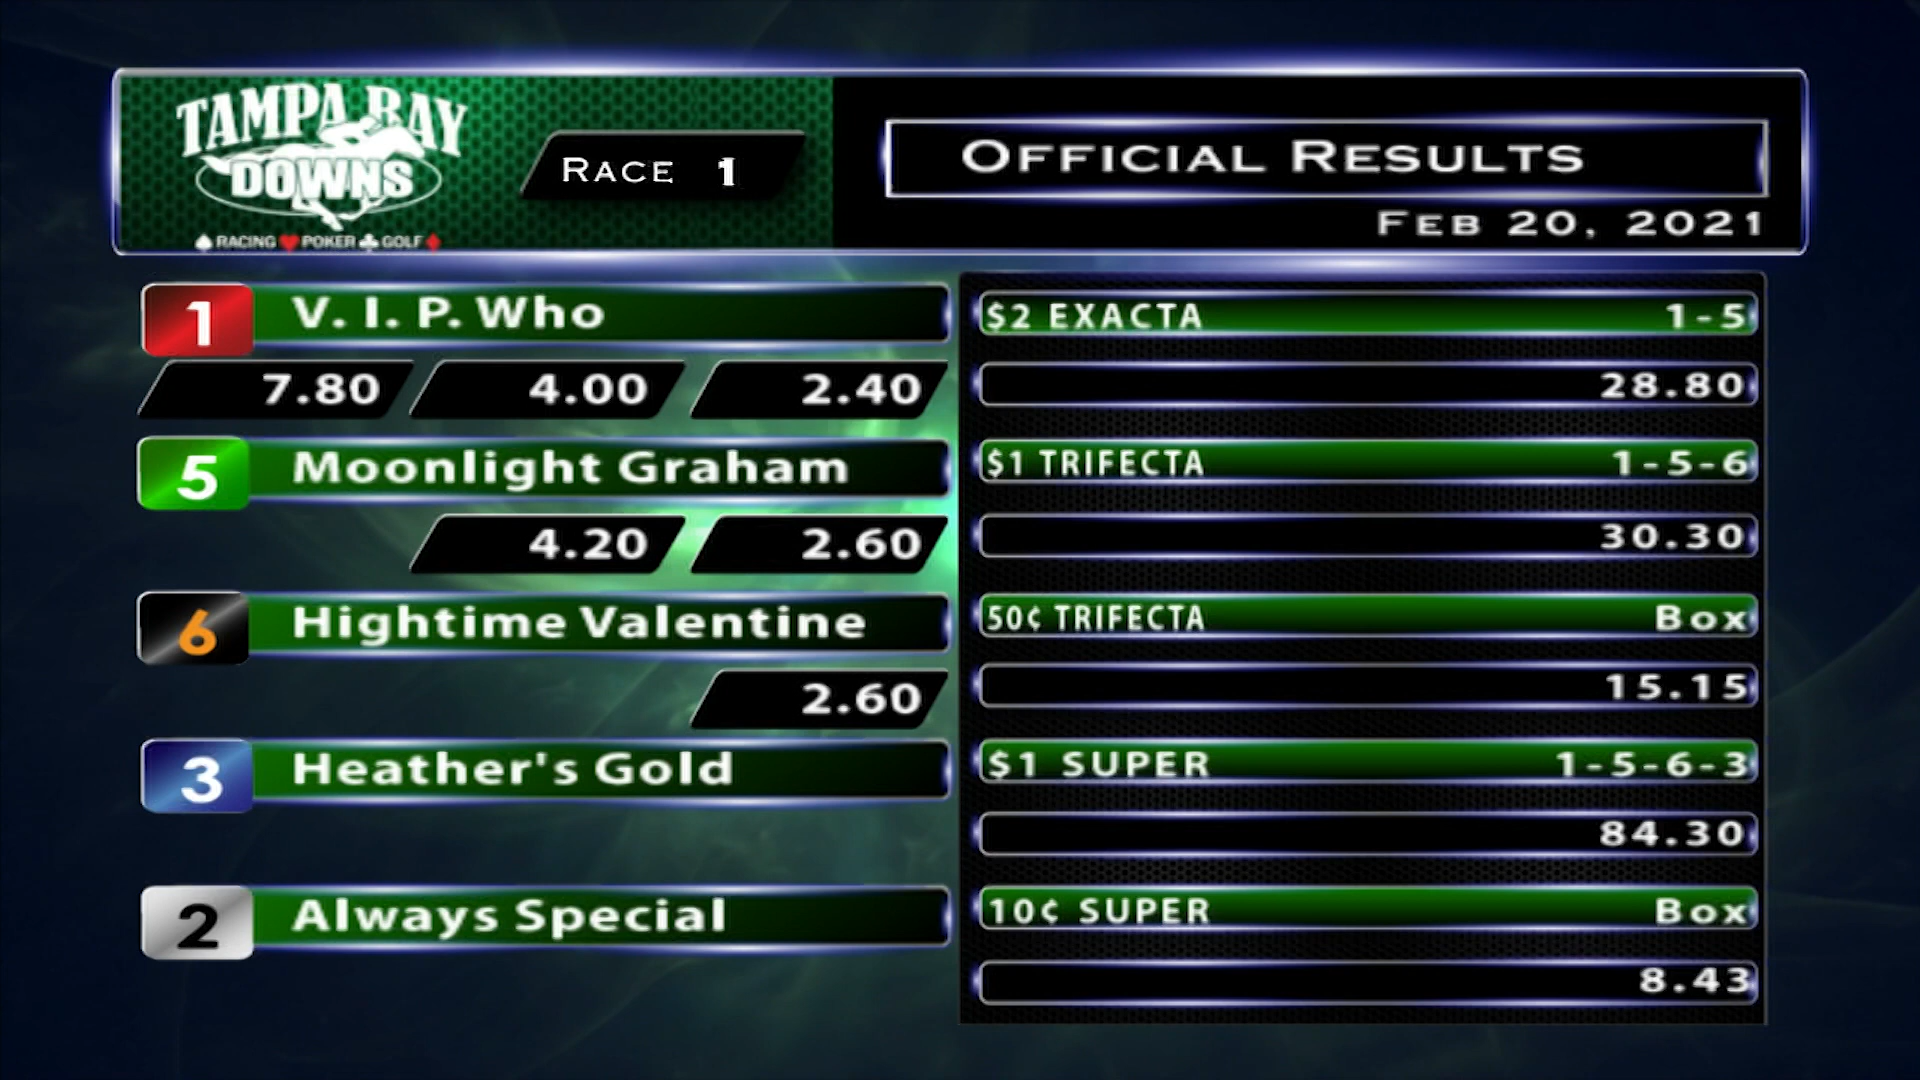 TAMPA BAY
DOWNS
RACING POKER GOLF
RACE 1
OFFICIAL RESULTS
FEB 20, 2021
1 V. I. P. Who
7.80 4.00 2.40
5 Moonlight Graham
4.20 2.60
6 Hightime Valentine
2.60
3 Heather's Gold
2 Always Special
$2 EXACTA 1-5
28.80
$1 TRIFECTA 1-5-6
30.30
50¢ TRIFECTA Box
15.15
$1 SUPER 1-5-6-3
84.30
10¢ SUPER Box
8.43